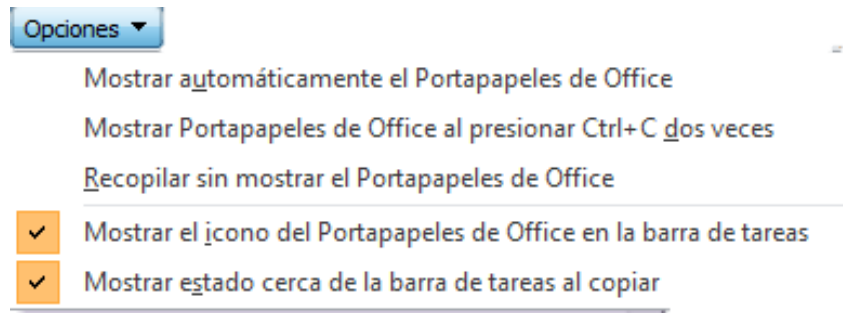 Opciones
Mostrar automáticamente el Portapapeles de Office
Mostrar Portapapeles de Office al presionar Ctrl+C dos veces
Recopilar sin mostrar el Portapapeles de Office
Mostrar el icono del Portapapeles de Office en la barra de tareas
Mostrar estado cerca de la barra de tareas al copiar